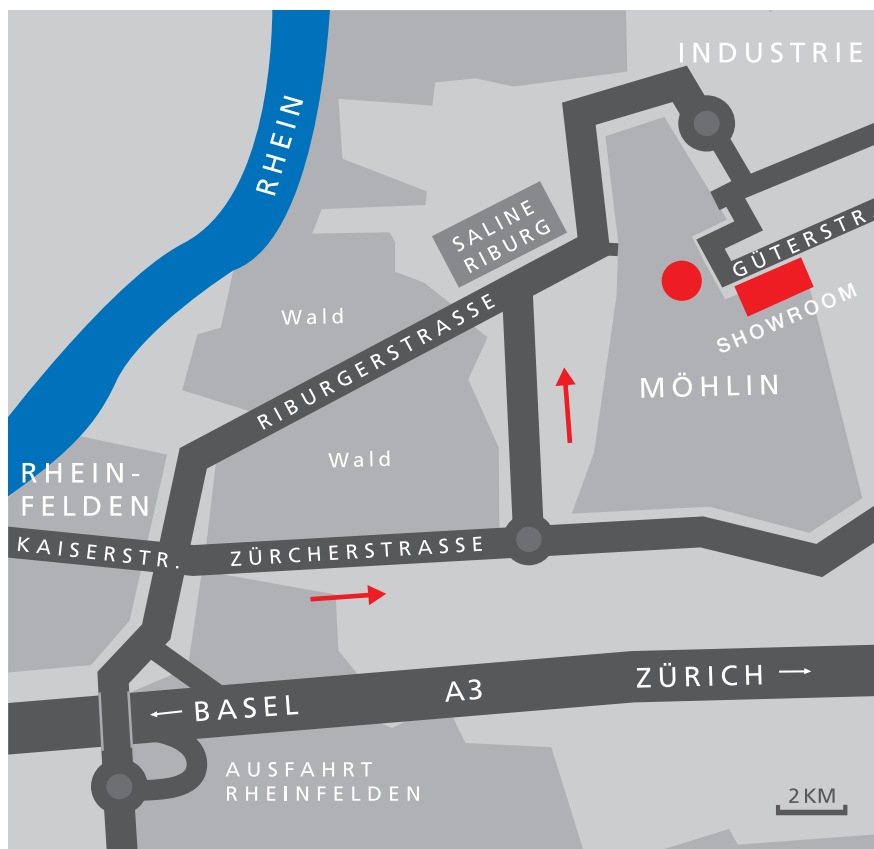 INDUSTRIE
RHEIN
SALINE
RIBURG
GÜTERSTR.
SHOWROOM
Wald
RIBURGERSTRASSE
MÖHLIN
Wald
RHEIN-
FELDEN
KAISERSTR.
ZÜRCHERSTRASSE
ZÜRICH →
A3
← BASEL
AUSFAHRT
RHEINFELDEN
2 KM